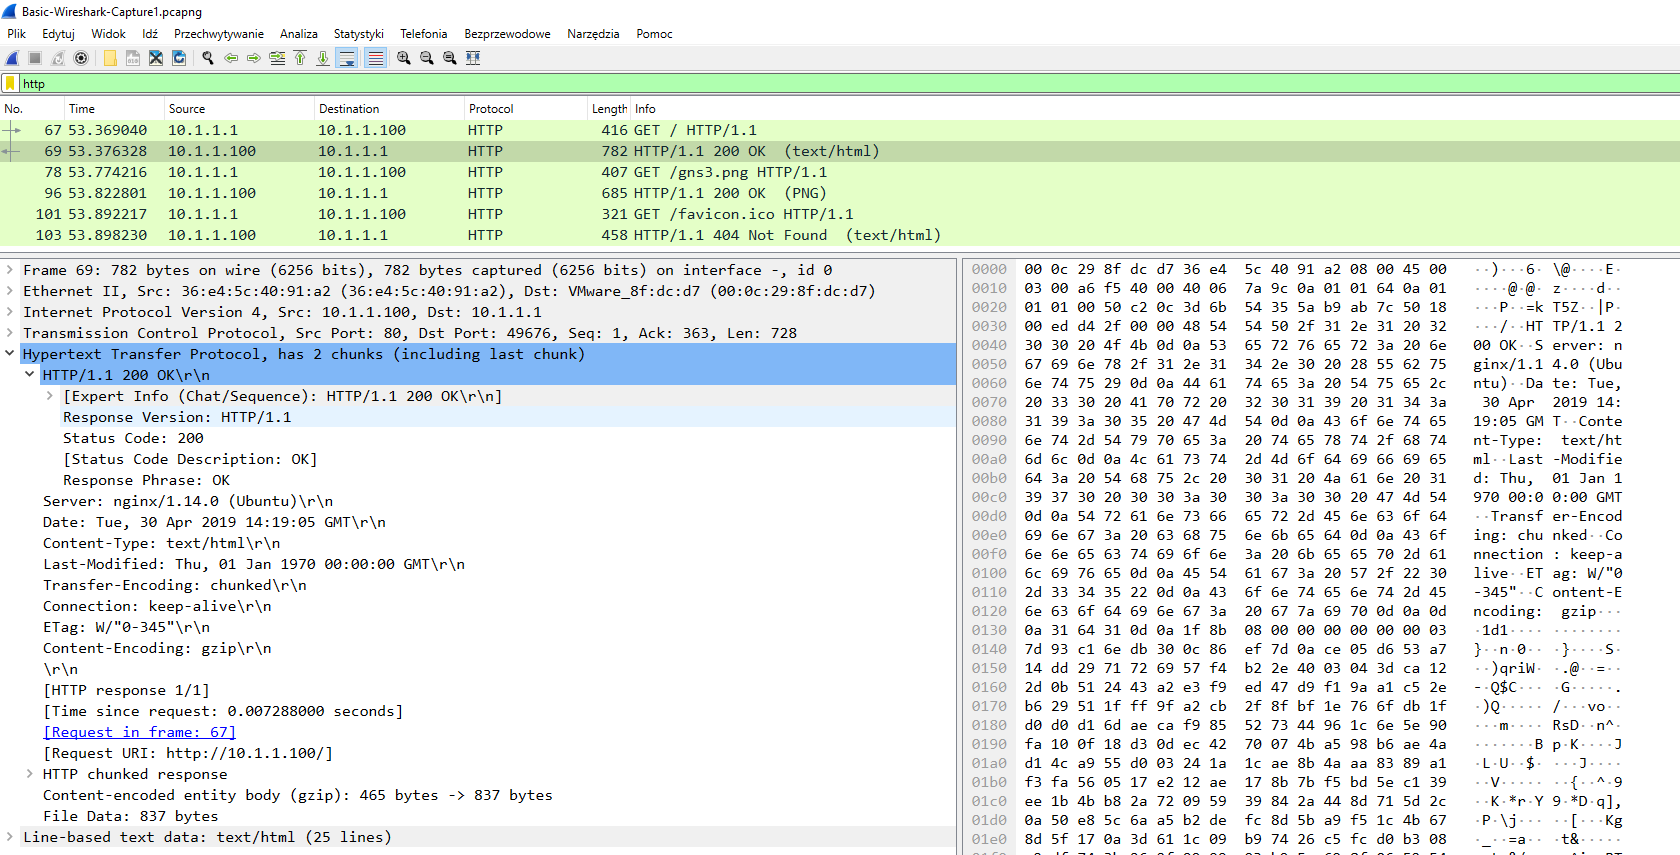 Basic-Wireshark-Capture1.pcapng
Plik Edytuj Widok Idź Przechwytywanie Analiza Statystyki Telefonia Bezprzewodowe Narzędzia Pomoc
http
No. Time Source Destination Protocol Length Info
67 53.369040 10.1.1.1 10.1.1.100 HTTP 416 GET / HTTP/1.1
69 53.376328 10.1.1.100 10.1.1.1 HTTP 782 HTTP/1.1 200 OK (text/html)
78 53.774216 10.1.1.1 10.1.1.100 HTTP 407 GET /gns3.png HTTP/1.1
96 53.822801 10.1.1.100 10.1.1.1 HTTP 685 HTTP/1.1 200 OK (PNG)
101 53.892217 10.1.1.1 10.1.1.100 HTTP 321 GET /favicon.ico HTTP/1.1
103 53.898230 10.1.1.100 10.1.1.1 HTTP 458 HTTP/1.1 404 Not Found (text/html)
Frame 69: 782 bytes on wire (6256 bits), 782 bytes captured (6256 bits) on interface -, id 0
Ethernet II, Src: 36:e4:5c:40:91:a2 (36:e4:5c:40:91:a2), Dst: VMware_8f:dc:d7 (00:0c:29:8f:dc:d7)
Internet Protocol Version 4, Src: 10.1.1.100, Dst: 10.1.1.1
Transmission Control Protocol, Src Port: 80, Dst Port: 49676, Seq: 1, Ack: 363, Len: 728
Hypertext Transfer Protocol, has 2 chunks (including last chunk)
HTTP/1.1 200 OK\r\n
[Expert Info (Chat/Sequence): HTTP/1.1 200 OK\r\n]
Response Version: HTTP/1.1
Status Code: 200
[Status Code Description: OK]
Response Phrase: OK
Server: nginx/1.14.0 (Ubuntu)\r\n
Date: Tue, 30 Apr 2019 14:19:05 GMT\r\n
Content-Type: text/html\r\n
Last-Modified: Thu, 01 Jan 1970 00:00:00 GMT\r\n
Transfer-Encoding: chunked\r\n
Connection: keep-alive\r\n
ETag: W/"0-345"\r\n
Content-Encoding: gzip\r\n
\r\n
[HTTP response 1/1]
[Time since request: 0.007288000 seconds]
[Request in frame: 67]
[Request URI: http://10.1.1.100/]
HTTP chunked response
Content-encoded entity body (gzip): 465 bytes -> 837 bytes
File Data: 837 bytes
Line-based text data: text/html (25 lines)
0000 00 0c 29 8f dc d7 36 e4 5c 40 91 a2 08 00 45 00 ··)···6· \@····E·
0010 03 00 a6 f5 40 00 40 06 7a 9c 0a 01 01 64 0a 01 ····@·@· z····d··
0020 01 01 00 50 c2 0c 3d 6b 54 35 5a b9 ab 7c 50 18 ···P··=k T5Z··|P·
0030 00 ed d4 2f 00 00 48 54 54 50 2f 31 2e 31 20 32 ···/··HT TP/1.1 2
0040 30 30 20 4f 4b 0d 0a 53 65 72 76 65 72 3a 20 6e 00 OK··S erver: n
0050 67 69 6e 78 2f 31 2e 31 34 2e 30 20 28 55 62 75 ginx/1.1 4.0 (Ubu
0060 6e 74 75 29 0d 0a 44 61 74 65 3a 20 54 75 65 2c ntu)··Da te: Tue,
0070 20 33 30 20 41 70 72 20 32 30 31 39 20 31 34 3a 30 Apr 2019 14:
0080 31 39 3a 30 35 20 47 4d 54 0d 0a 43 6f 6e 74 65 19:05 GM T··Conte
0090 6e 74 2d 54 79 70 65 3a 20 74 65 78 74 2f 68 74 nt-Type: text/ht
00a0 6d 6c 0d 0a 4c 61 73 74 2d 4d 6f 64 69 66 69 65 ml··Last -Modifie
00b0 64 3a 20 54 68 75 2c 20 30 31 20 4a 61 6e 20 31 d: Thu, 01 Jan 1
00c0 39 37 30 20 30 30 3a 30 30 3a 30 30 20 47 4d 54 970 00:0 0:00 GMT
00d0 0d 0a 54 72 61 6e 73 66 65 72 2d 45 6e 63 6f 64 ··Transf er-Encod
00e0 69 6e 67 3a 20 63 68 75 6e 6b 65 64 0d 0a 43 6f ing: chu nked··Co
00f0 6e 6e 65 63 74 69 6f 6e 3a 20 6b 65 65 70 2d 61 nnection : keep-a
0100 6c 69 76 65 0d 0a 45 54 61 67 3a 20 57 2f 22 30 live··ET ag: W/"0
0110 2d 33 34 35 22 0d 0a 43 6f 6e 74 65 6e 74 2d 45 -345"··C ontent-E
0120 6e 63 6f 64 69 6e 67 3a 20 67 7a 69 70 0d 0a 0d ncoding: gzip···
0130 0a 31 64 31 0d 0a 1f 8b 08 00 00 00 00 00 00 03 ·1d1···· ········
0140 7d 93 c1 6e db 30 0c 86 ef 7d 0a ce 05 d6 53 a7 }··n·0·· ·}····S·
0150 14 dd 29 71 72 69 57 f4 b2 2e 40 03 04 3d ca 12 ··)qriW· ·.@··=··
0160 2d 0b 51 24 43 a2 e3 f9 ed 47 d9 f1 9a a1 c5 2e -·Q$C··· ·G·····.
0170 b6 29 51 1f ff 9f a2 cb 2f 8f bf 1e 76 6f db 1f ·)Q····· /···vo··
0180 d0 d0 d1 6d ae ca f9 85 52 73 44 96 1c 6e 5e 90 ···m···· RsD··n^·
0190 fa 10 0f 18 d3 0d ec 42 70 07 4b a5 98 b6 ae 4a ·······B p·K····J
01a0 d1 4c a9 55 d0 03 24 1a 1c ae 8b 4a aa 83 89 a1 ·L·U··$· ···J····
01b0 f3 fa 56 05 17 e2 12 ae 17 8b 7b f5 bd 5e c1 39 ··V····· ··{··^·9
01c0 ee 1b 4b b8 2a 72 09 59 39 84 2a 44 8d 71 5d 2c ··K·*r·Y 9·*D·q],
01d0 0a 50 e8 5c 6a a5 b2 de fc 8d 5b a9 f5 1c 4b 67 ·P·\j··· ··[···Kg
01e0 8d 5f 17 0a 3d 61 1c 09 b9 74 26 c5 fc d0 b3 08 ·_··=a·· ·t&·····